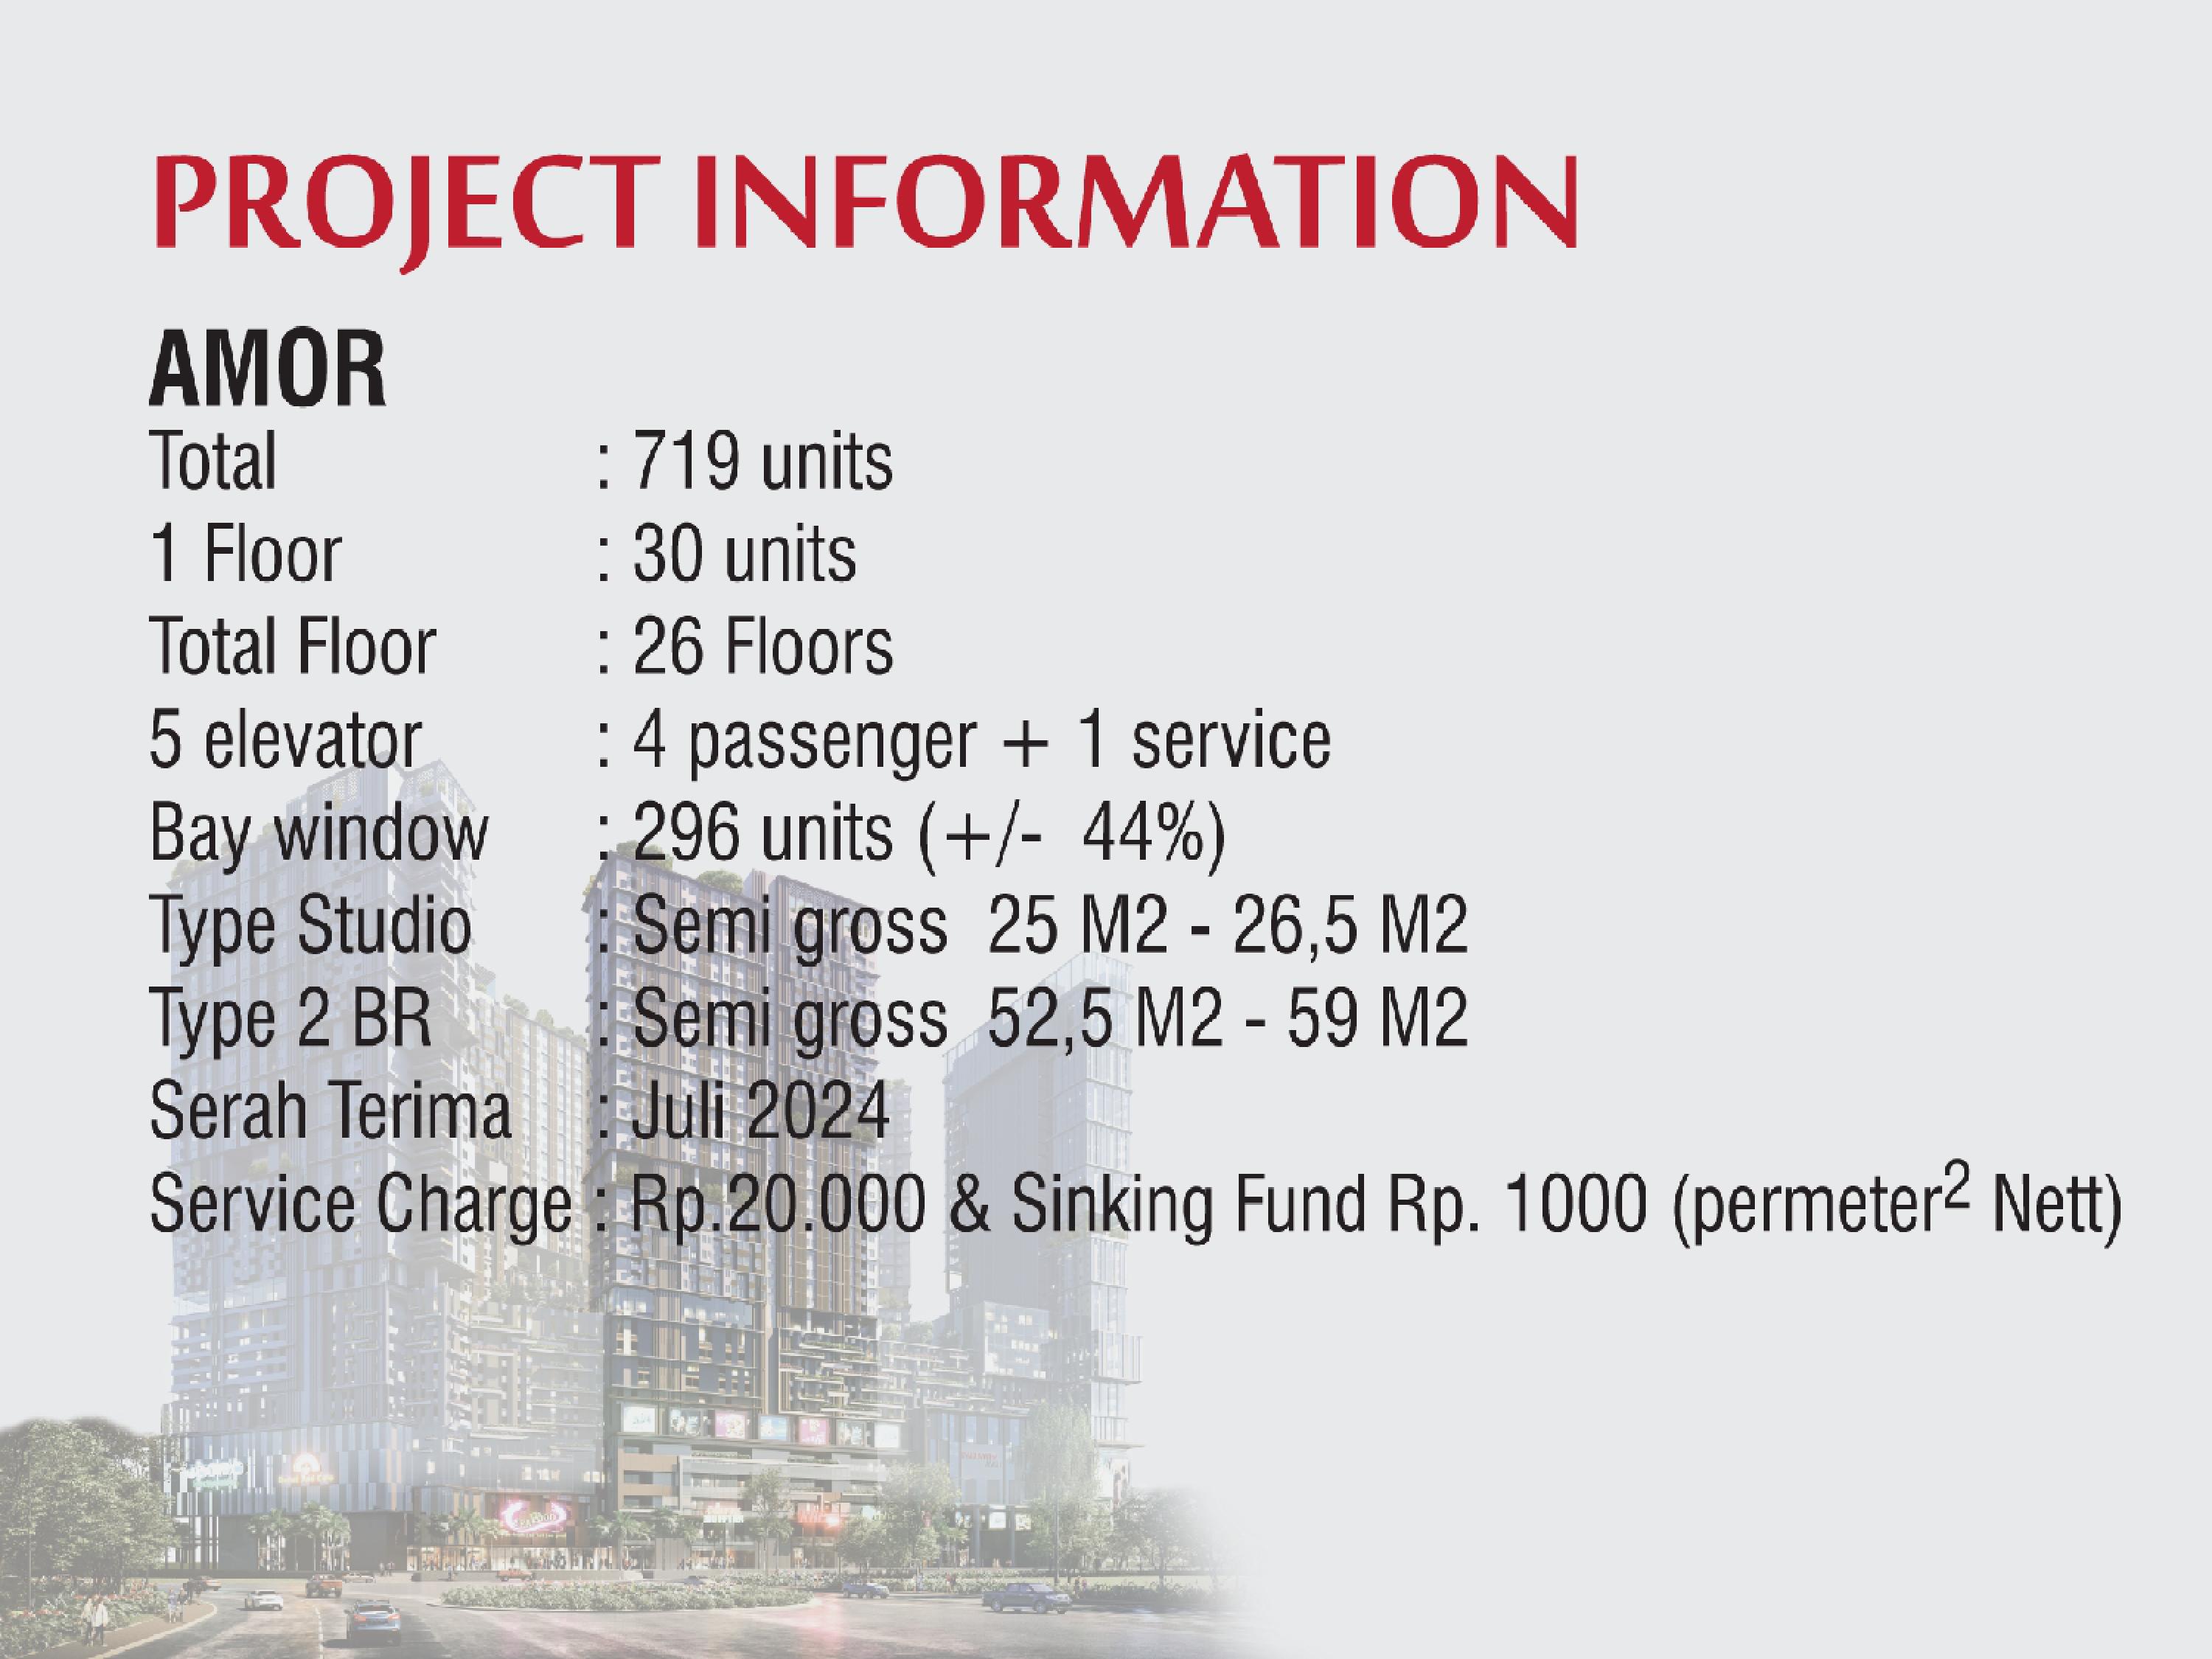 PROJECT INFORMATION
AMOR
Total : 719 units
1 Floor : 30 units
Total Floor : 26 Floors
5 elevator : 4 passenger + 1 service
Bay window : 296 units (+/- 44%)
Type Studio : Semi gross 25 M2 - 26,5 M2
Type 2 BR : Semi gross 52,5 M2 - 59 M2
Serah Terima : Juli 2024
Service Charge : Rp.20.000 & Sinking Fund Rp. 1000 (permeter² Nett)